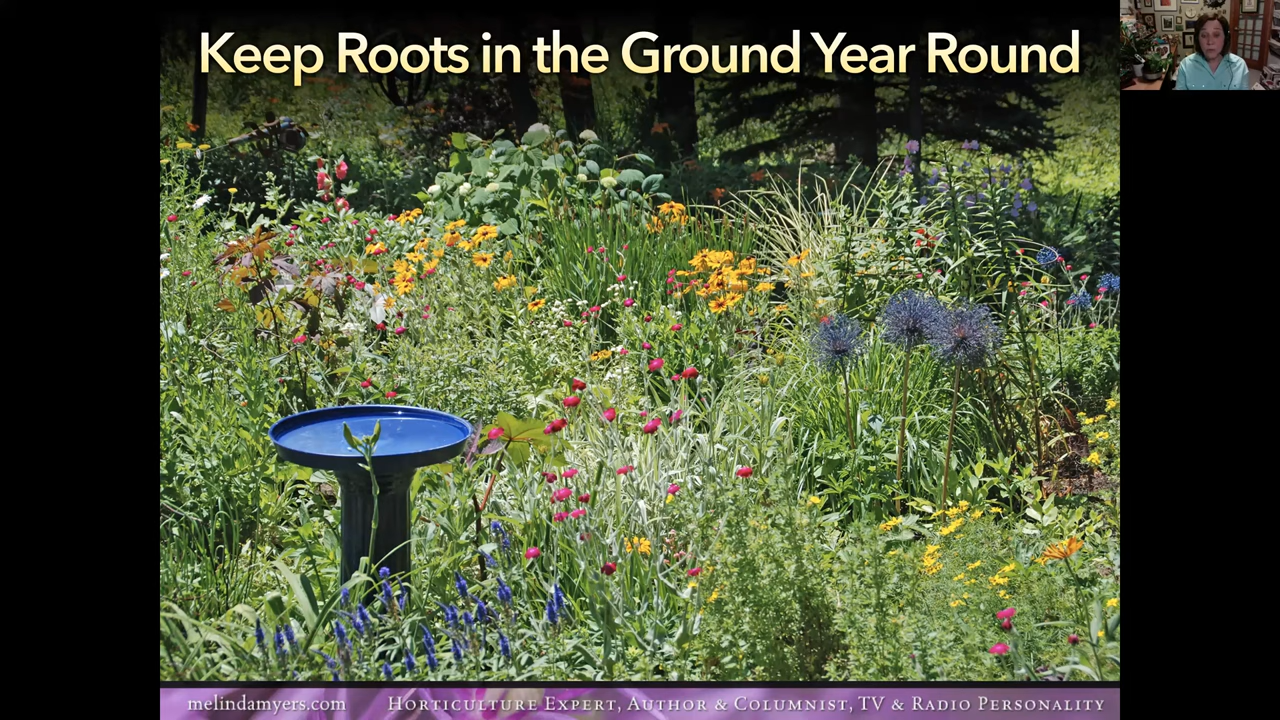 Keep Roots in the Ground Year Round
melindamyers.com Horticulture Expert, Author & Columnist, TV & Radio Personality